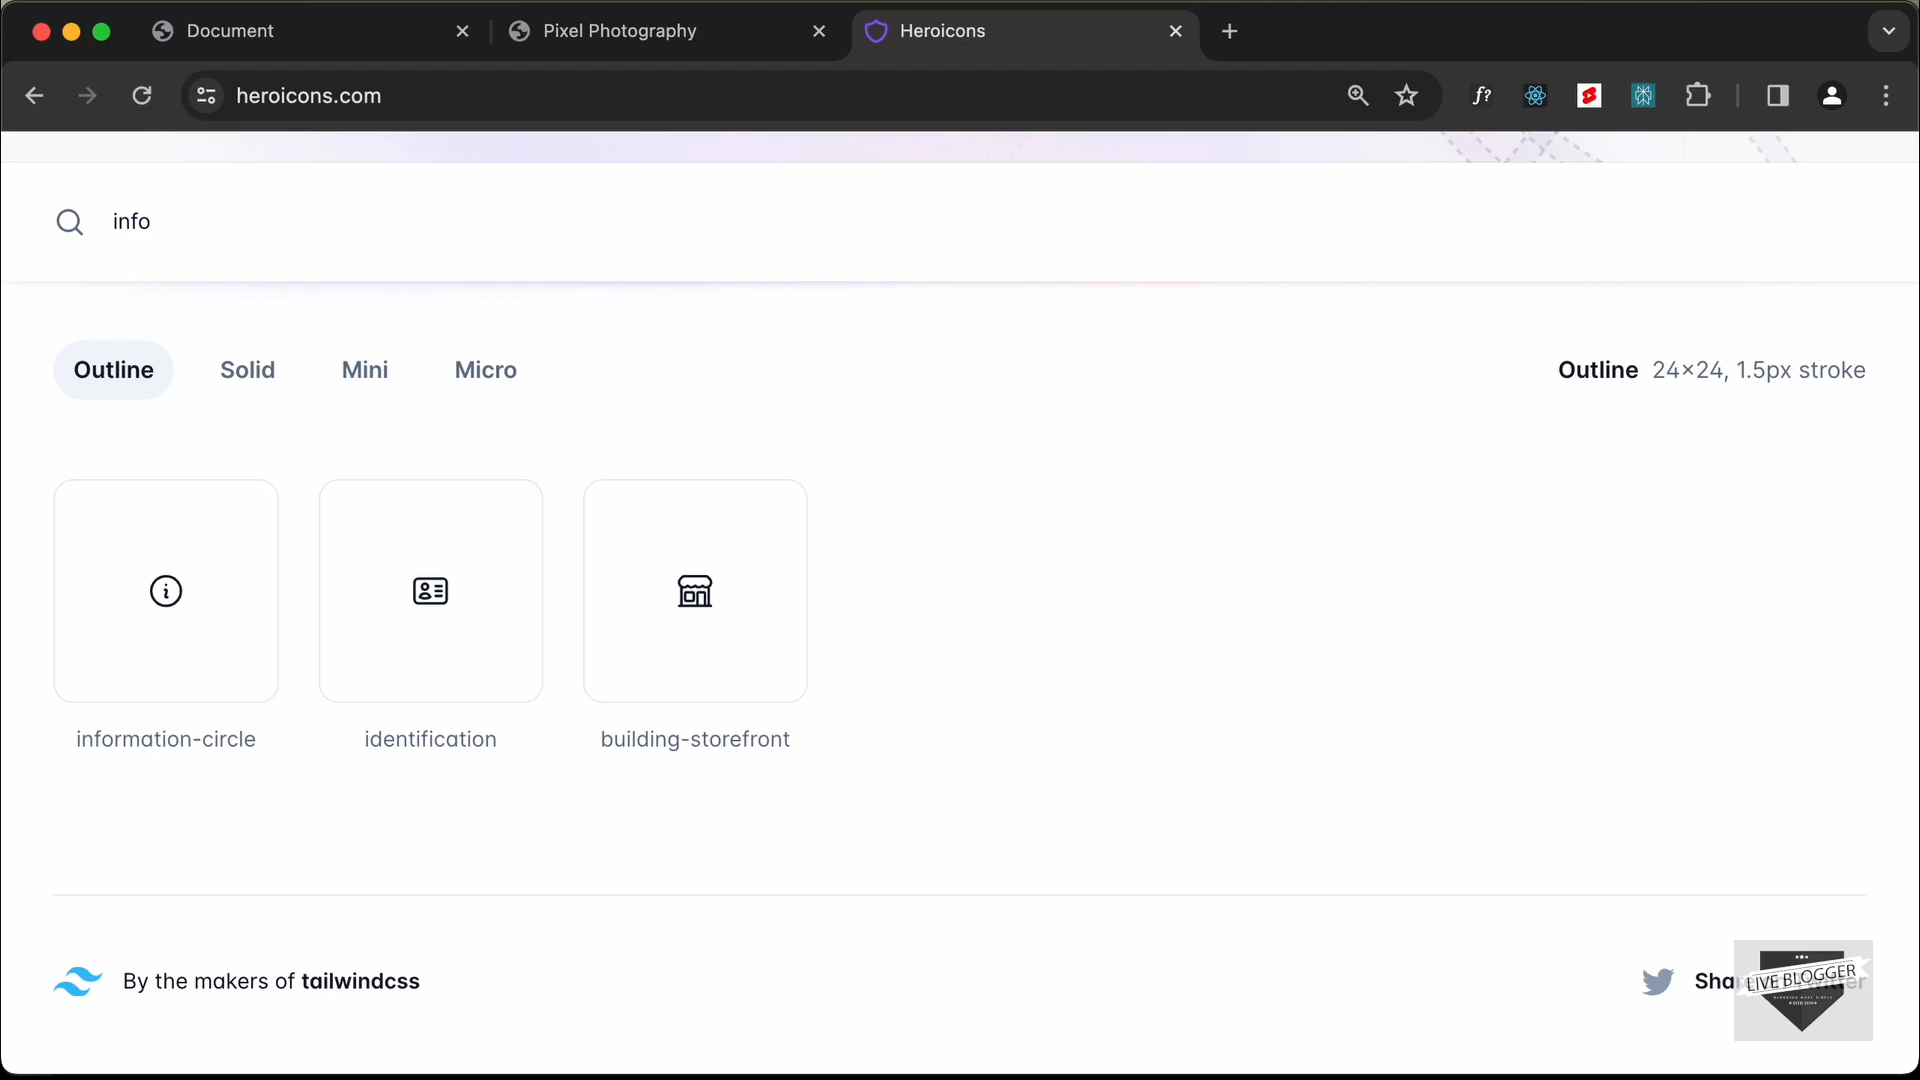 Document
Pixel Photography
Heroicons
heroicons.com
f?
info
Outline Solid Mini Micro
Outline 24×24, 1.5px stroke
information-circle
identification
building-storefront
By the makers of tailwindcss
LIVE BLOGGER